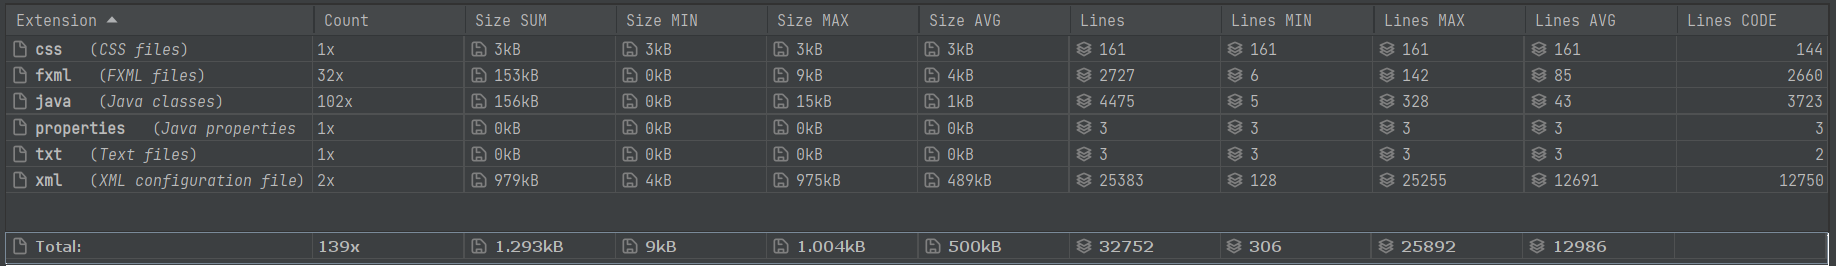 Extension Count Size SUM Size MIN Size MAX Size AVG Lines Lines MIN Lines MAX Lines AVG Lines CODE
css (CSS files) 1x 3kB 3kB 3kB 3kB 161 161 161 161 144
fxml (FXML files) 32x 153kB 0kB 9kB 4kB 2727 6 142 85 2660
java (Java classes) 102x 156kB 0kB 15kB 1kB 4475 5 328 43 3723
properties (Java properties 1x 0kB 0kB 0kB 0kB 3 3 3 3 3
txt (Text files) 1x 0kB 0kB 0kB 0kB 3 3 3 3 2
xml (XML configuration file) 2x 979kB 4kB 975kB 489kB 25383 128 25255 12691 12750
Total: 139x 1.293kB 9kB 1.004kB 500kB 32752 306 25892 12986